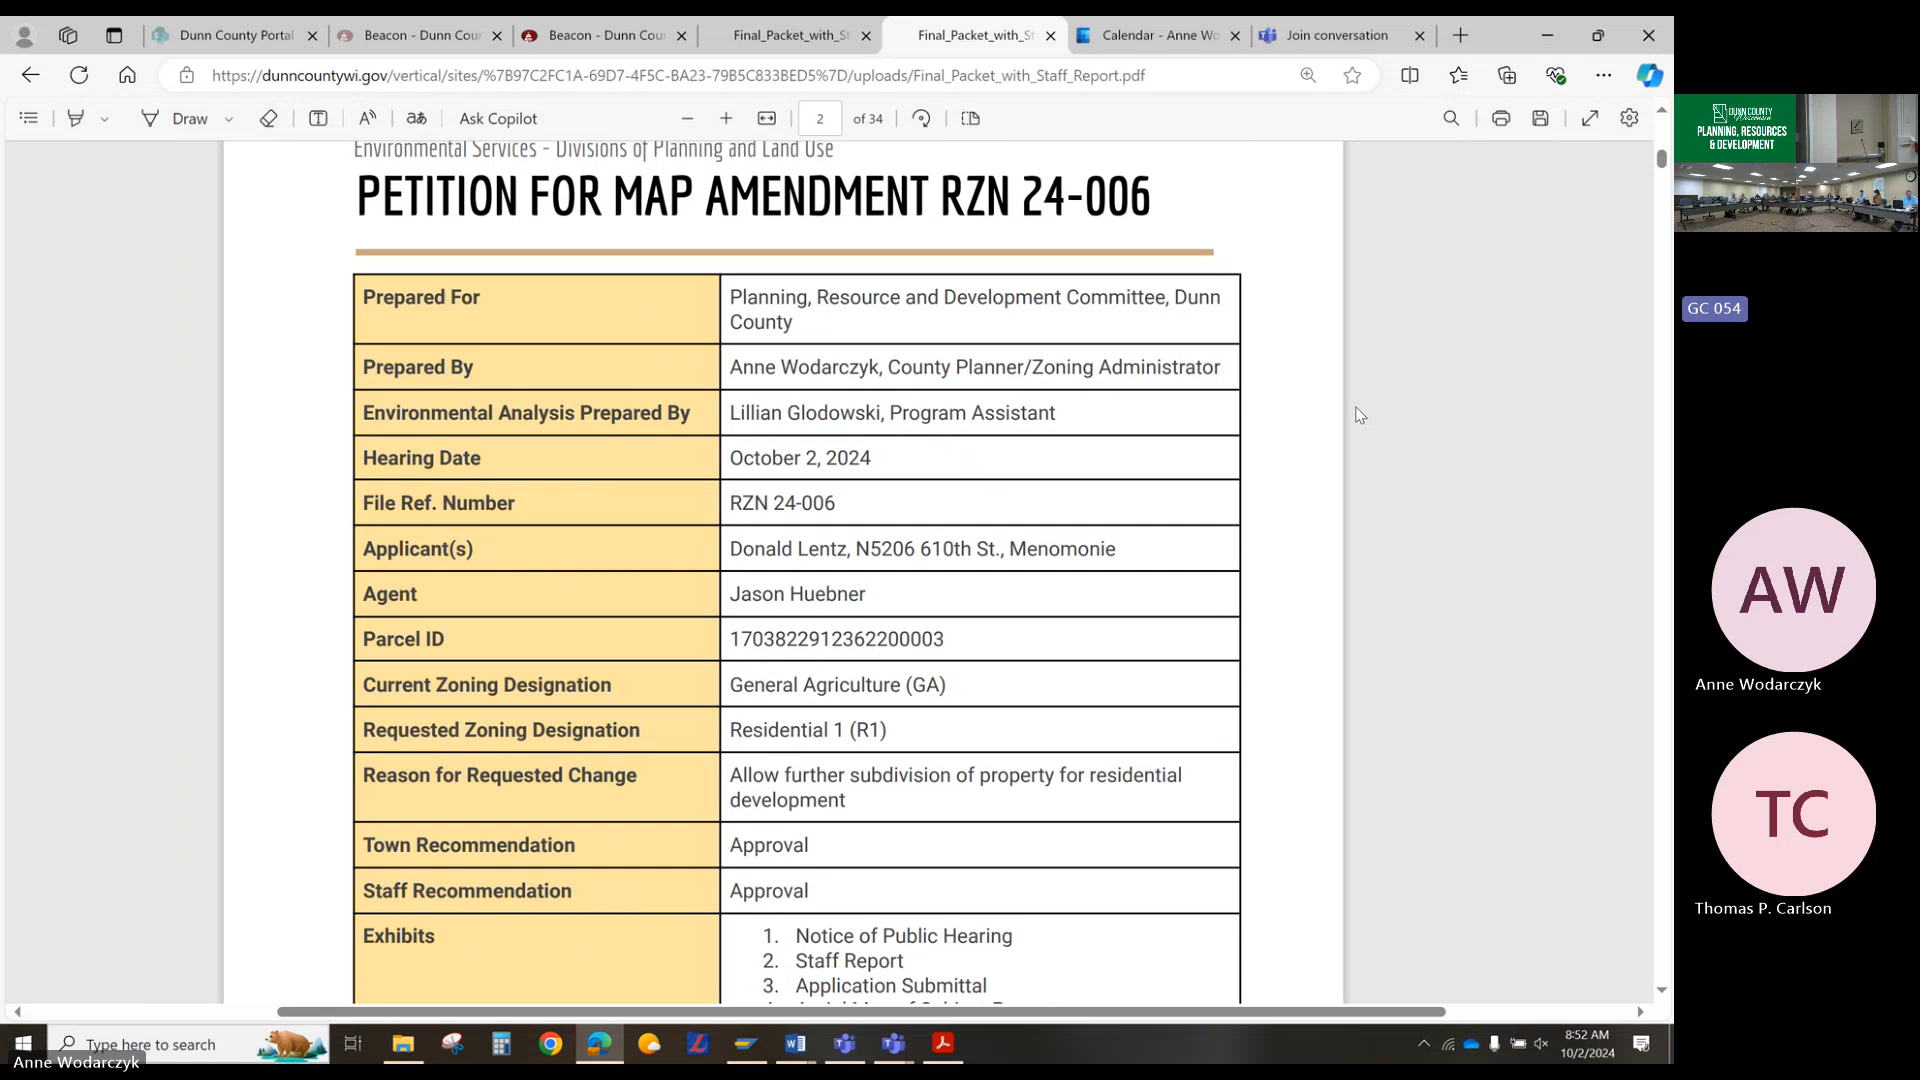 Dunn County Portal
Beacon - Dunn Cou
Beacon - Dunn Cou
Final_Packet_with_St
Final_Packet_with_St
Calendar - Anne Wo
Join conversation
https://dunncountywi.gov/vertical/sites/%7B97C2FC1A-69D7-4F5C-BA23-79B5C833BED5%7D/uploads/Final_Packet_with_Staff_Report.pdf
Draw
Ask Copilot
2
of 34
Environmental Services - Divisions of Planning and Land Use
PETITION FOR MAP AMENDMENT RZN 24-006
Prepared For
Planning, Resource and Development Committee, Dunn
County
Prepared By
Anne Wodarczyk, County Planner/Zoning Administrator
Environmental Analysis Prepared By
Lillian Glodowski, Program Assistant
Hearing Date
October 2, 2024
File Ref. Number
RZN 24-006
Applicant(s)
Donald Lentz, N5206 610th St., Menomonie
Agent
Jason Huebner
Parcel ID
1703822912362200003
Current Zoning Designation
General Agriculture (GA)
Requested Zoning Designation
Residential 1 (R1)
Reason for Requested Change
Allow further subdivision of property for residential
development
Town Recommendation
Approval
Staff Recommendation
Approval
Exhibits
1. Notice of Public Hearing
2. Staff Report
3. Application Submittal
DUNN COUNTY
Wisconsin
PLANNING, RESOURCES
& DEVELOPMENT
GC 054
AW
Anne Wodarczyk
TC
Thomas P. Carlson
Type here to search
8:52 AM
10/2/2024
Anne Wodarczyk